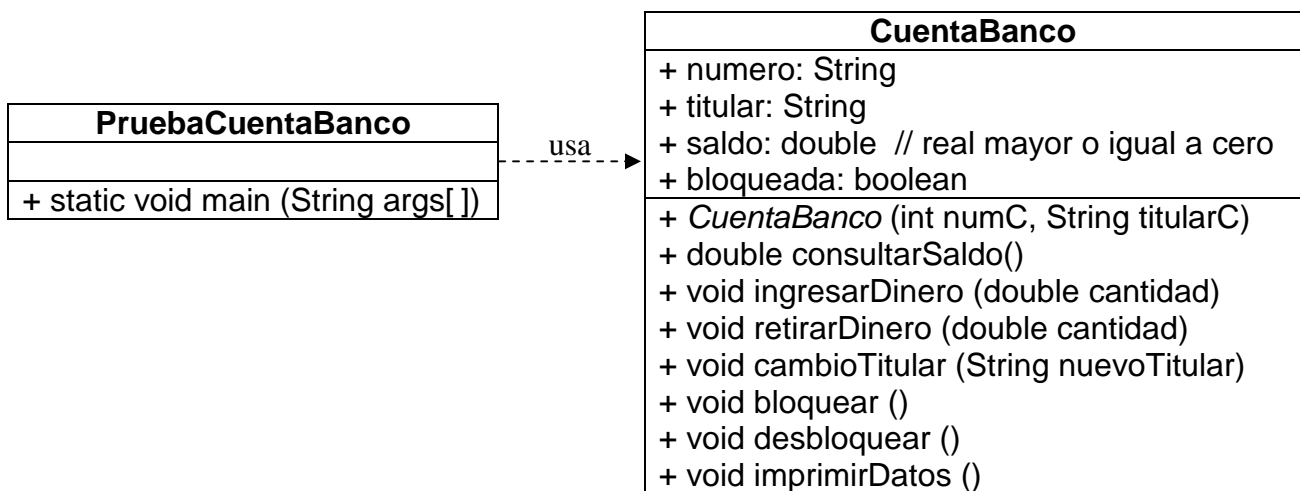 PruebaCuentaBanco
+ static void main (String args[ ])
usa
CuentaBanco
+ numero: String
+ titular: String
+ saldo: double  // real mayor o igual a cero
+ bloqueada: boolean
+ CuentaBanco (int numC, String titularC)
+ double consultarSaldo()
+ void ingresarDinero (double cantidad)
+ void retirarDinero (double cantidad)
+ void cambioTitular (String nuevoTitular)
+ void bloquear ()
+ void desbloquear ()
+ void imprimirDatos ()